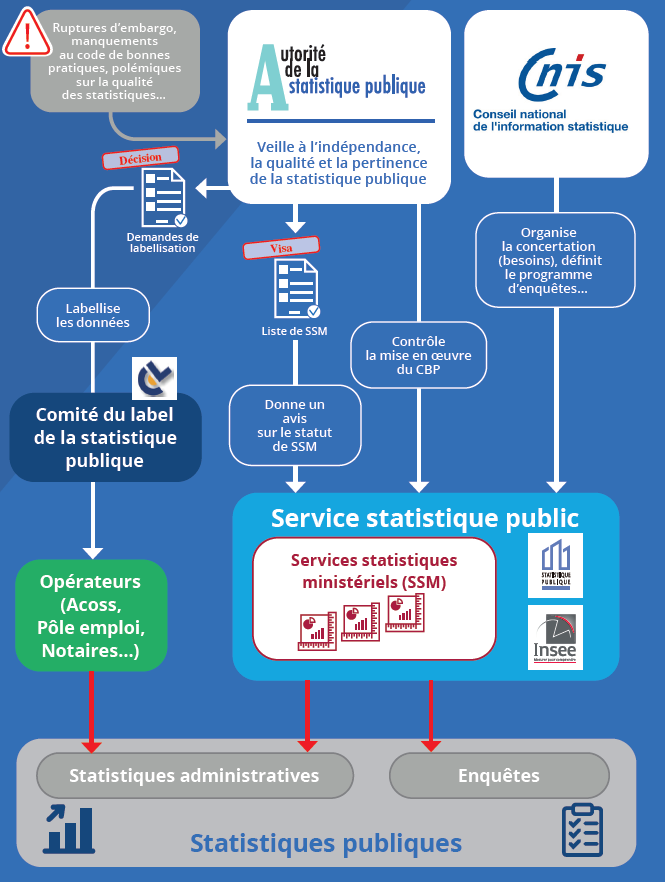 Ruptures d'embargo,
manquements
au code de bonnes
pratiques, polémiques
sur la qualité
des statistiques...
Autorité
de la
statistique publique
Veille à l'indépendance,
la qualité et la pertinence
de la statistique publique
Cnis
Conseil national
de l'information statistique
Décision
Demandes de
labellisation
Visa
Liste de SSM
Organise
la concertation
(besoins), définit
le programme
d'enquêtes...
Labellise
les données
Contrôle
la mise en œuvre
du CBP
Donne un
avis
sur le statut
de SSM
Comité du label
de la statistique
publique
Service statistique public
Services statistiques
ministériels (SSM)
STATISTIQUE
PUBLIQUE
Insee
Mesurer pour comprendre
Opérateurs
(Acoss,
Pôle emploi,
Notaires...)
Statistiques administratives
Enquêtes
Statistiques publiques